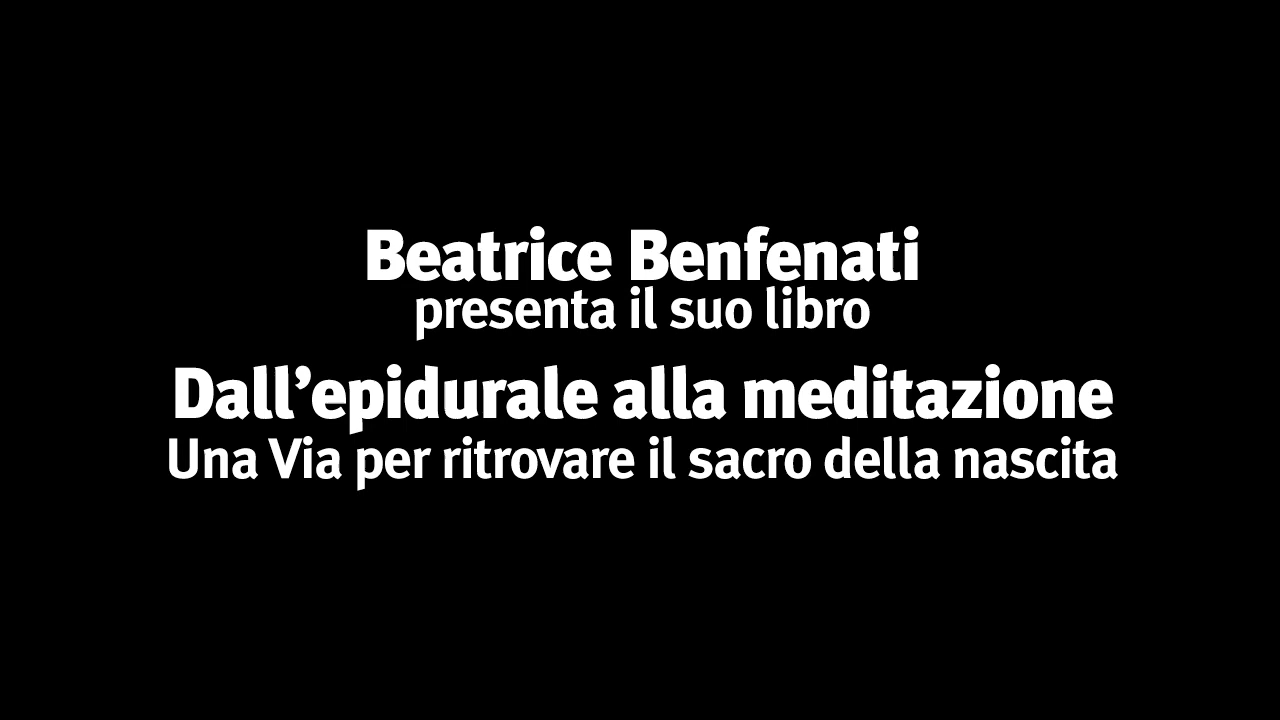 Beatrice Benfenati
presenta il suo libro
Dall’epidurale alla meditazione
Una Via per ritrovare il sacro della nascita